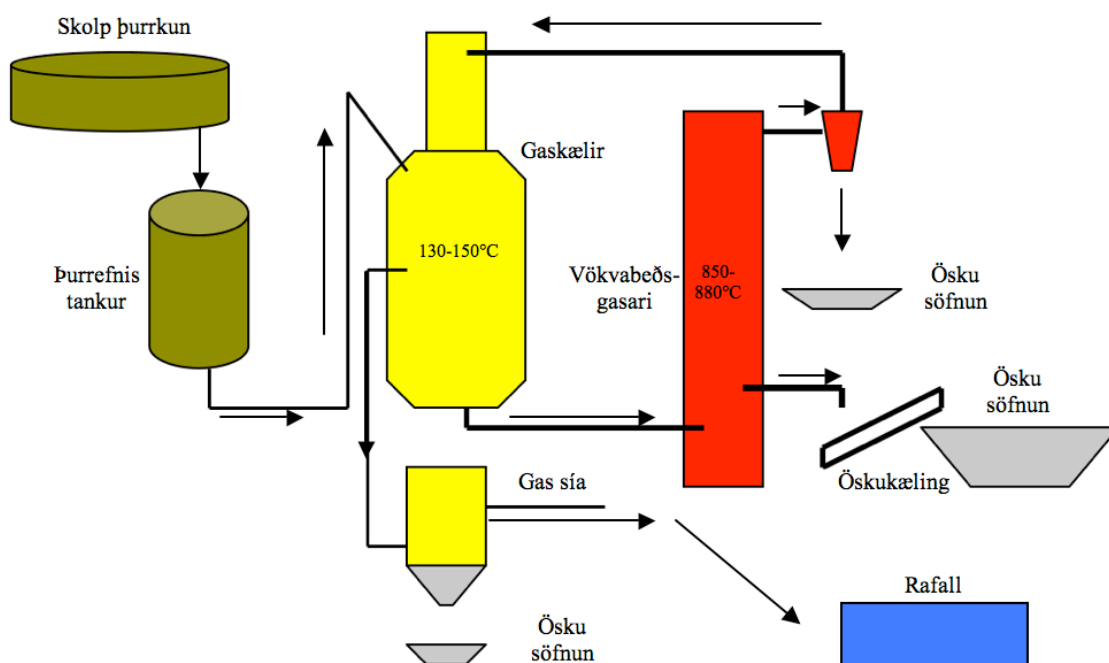 Skolp þurrkun
Gaskælir
130-150°C
Þurrefnis
tankur
Vökvabeðs-
gasari
850-
880°C
Ösku
söfnun
Ösku
söfnun
Öskukæling
Gas sía
Rafall
Ösku
söfnun